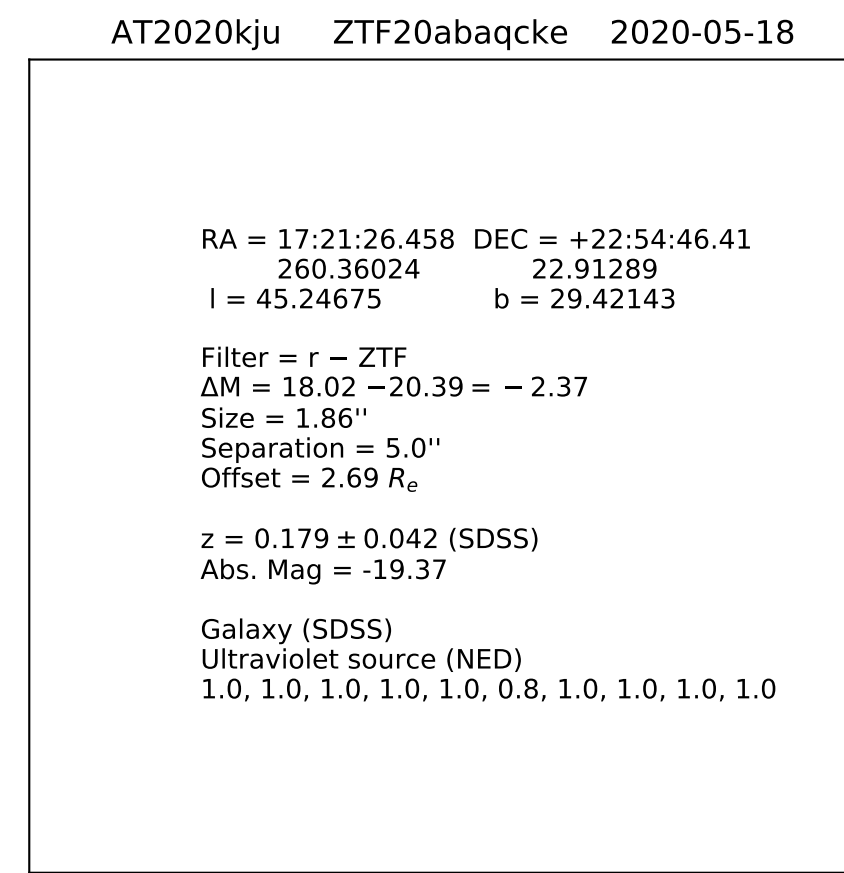 AT2020kju ZTF20abaqcke 2020-05-18
RA = 17:21:26.458 DEC = +22:54:46.41
260.36024 22.91289
l = 45.24675 b = 29.42143
Filter = r − ZTF
ΔM = 18.02 −20.39 = − 2.37
Size = 1.86''
Separation = 5.0''
Offset = 2.69 Rₑ
z = 0.179 ± 0.042 (SDSS)
Abs. Mag = -19.37
Galaxy (SDSS)
Ultraviolet source (NED)
1.0, 1.0, 1.0, 1.0, 1.0, 0.8, 1.0, 1.0, 1.0, 1.0